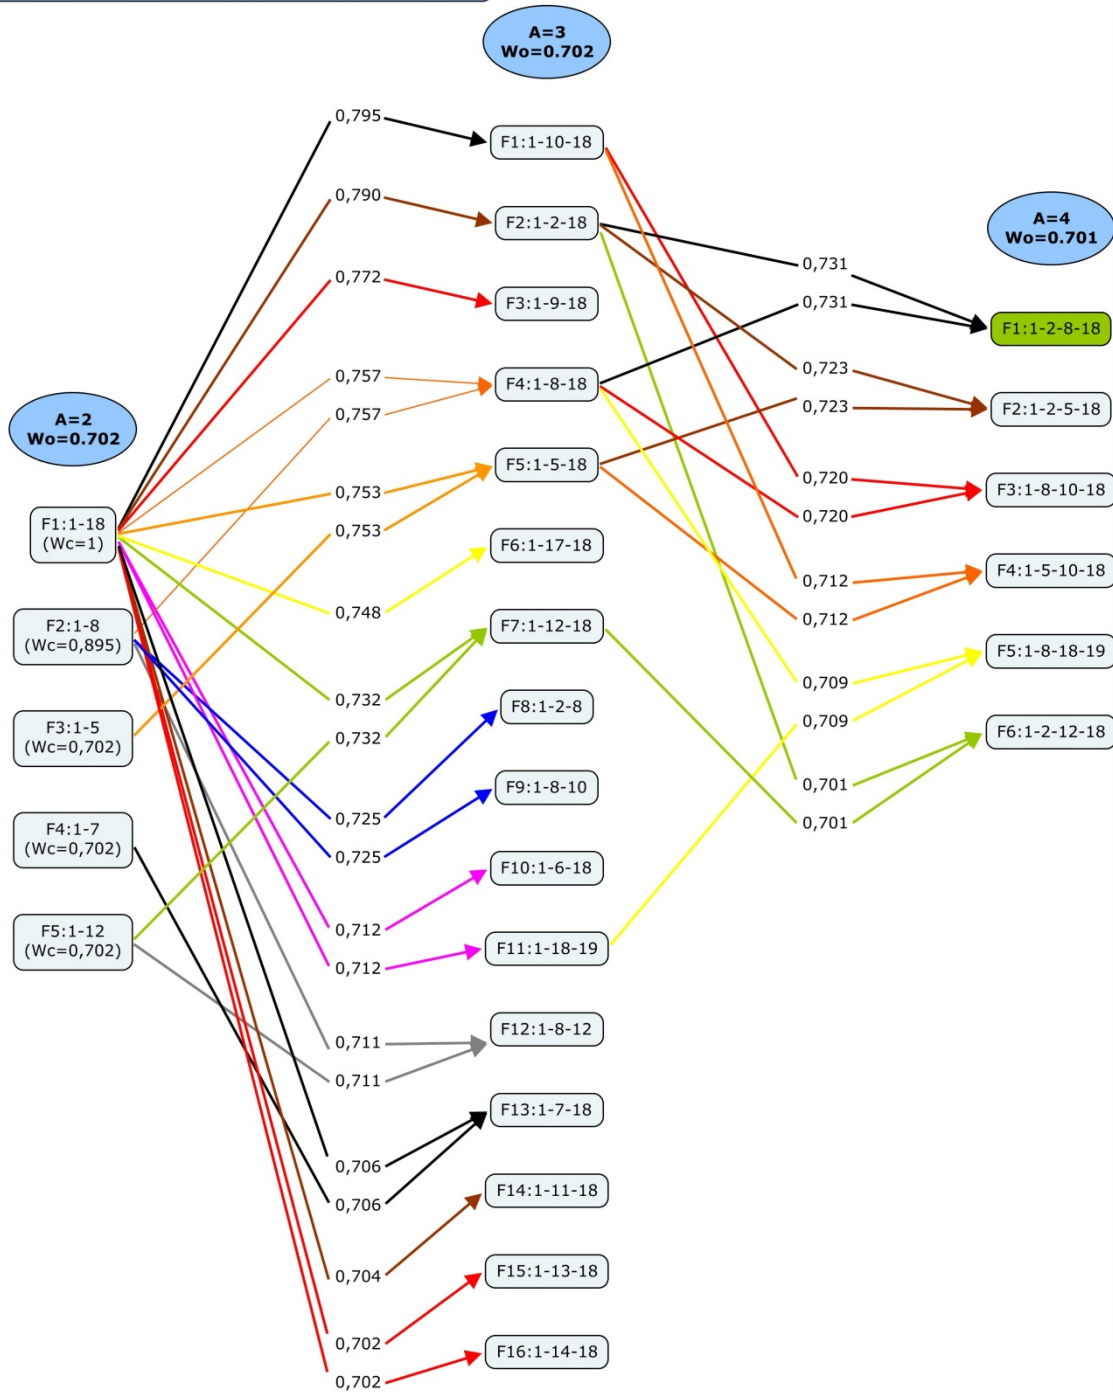 A=3
Wo=0.702
0,795
F1:1-10-18
0,790
F2:1-2-18
A=4
Wo=0.701
0,731
0,772
F3:1-9-18
0,731
F1:1-2-8-18
0,757
F4:1-8-18
0,723
A=2
Wo=0.702
0,757
0,723
F2:1-2-5-18
0,753
F5:1-5-18
0,720
F3:1-8-10-18
F1:1-18
(Wc=1)
0,753
0,720
F6:1-17-18
0,712
F4:1-5-10-18
0,748
0,712
F2:1-8
(Wc=0,895)
F7:1-12-18
F5:1-8-18-19
0,709
0,732
F8:1-2-8
0,709
F3:1-5
(Wc=0,702)
0,732
F6:1-2-12-18
F9:1-8-10
0,701
0,725
0,701
F4:1-7
(Wc=0,702)
0,725
F10:1-6-18
0,712
F5:1-12
(Wc=0,702)
F11:1-18-19
0,712
0,711
F12:1-8-12
0,711
F13:1-7-18
0,706
0,706
F14:1-11-18
0,704
F15:1-13-18
0,702
F16:1-14-18
0,702